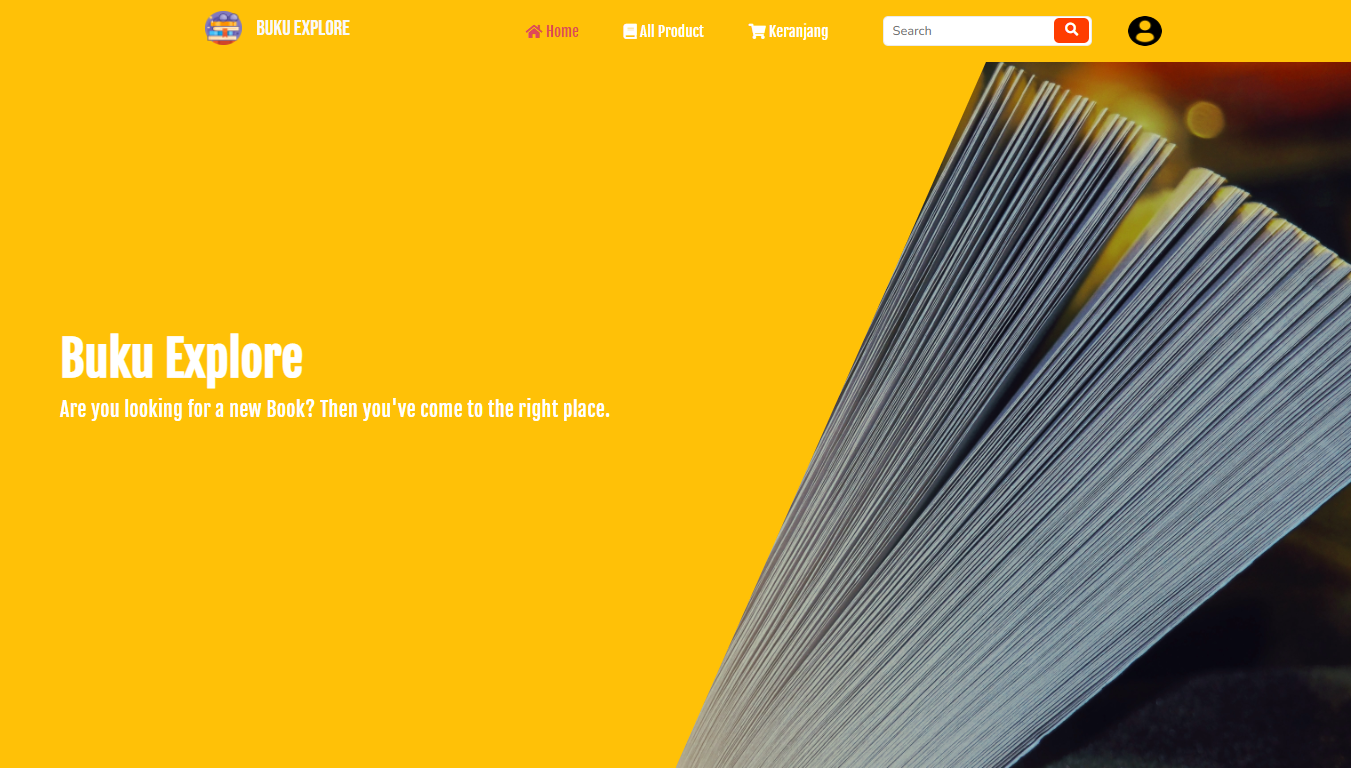 BUKU EXPLORE
Home
All Product
Keranjang
Search
Buku Explore
Are you looking for a new Book? Then you've come to the right place.